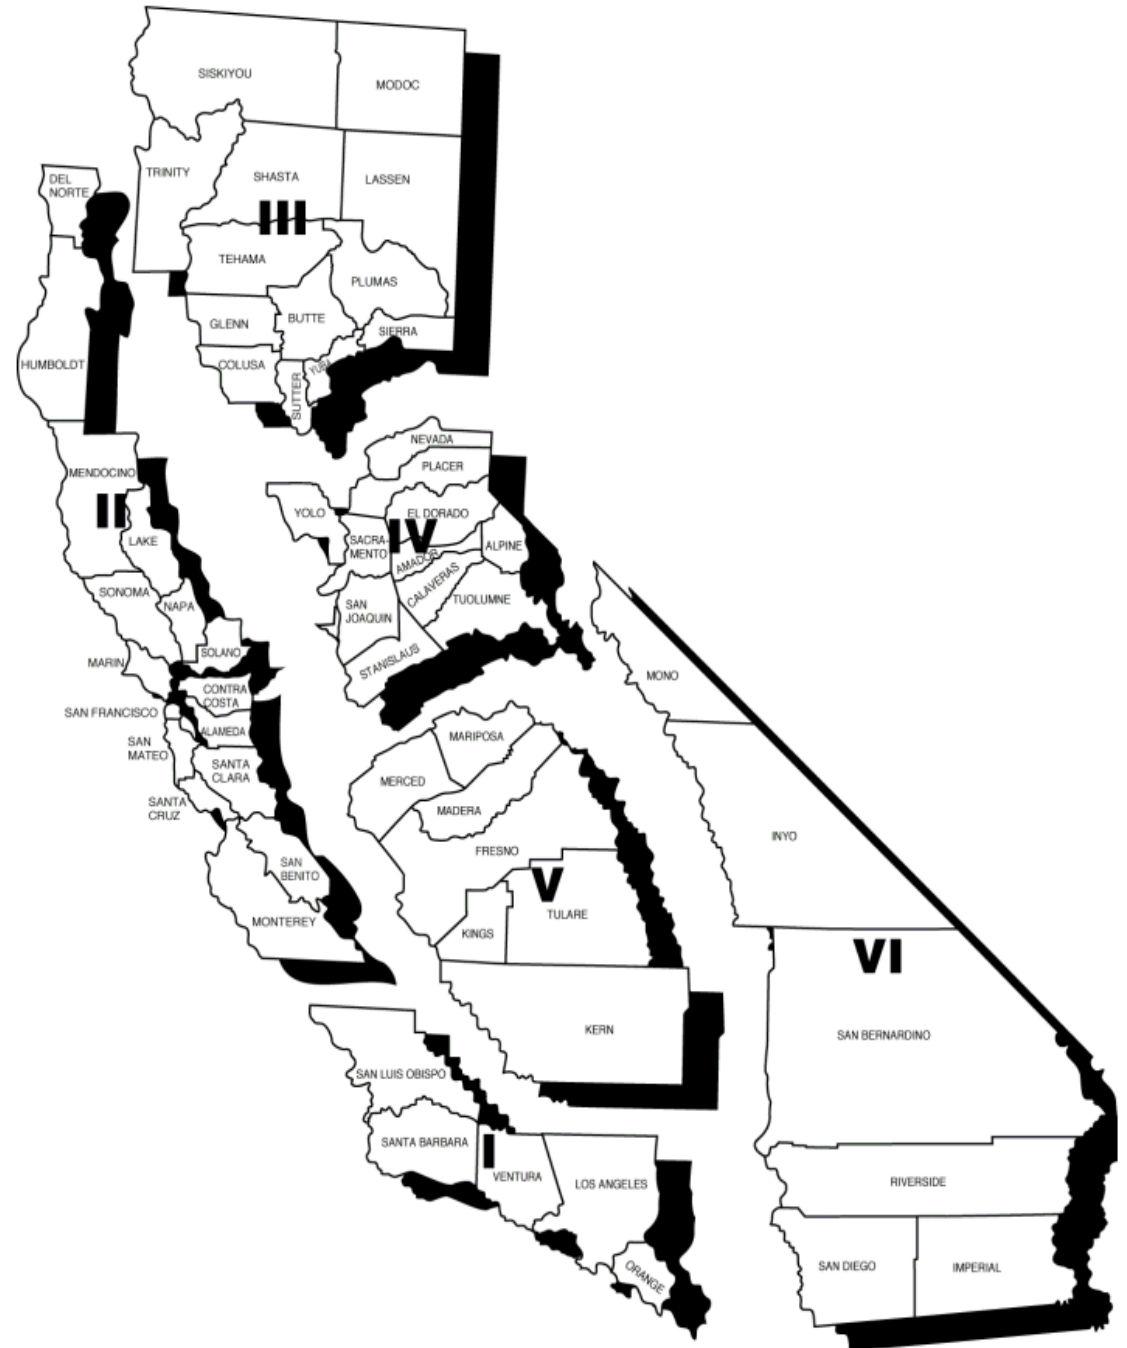 SISKIYOU
MODOC
TRINITY
SHASTA
LASSEN
III
TEHAMA
PLUMAS
GLENN
BUTTE
SIERRA
COLUSA
SUTTER
YUBA
DEL
NORTE
HUMBOLDT
MENDOCINO
II
LAKE
SONOMA
NAPA
SOLANO
MARIN
CONTRA
COSTA
SAN FRANCISCO
ALAMEDA
SAN
MATEO
SANTA
CLARA
SANTA
CRUZ
SAN
BENITO
MONTEREY
NEVADA
PLACER
YOLO
EL DORADO
IV
SACRA-
MENTO
AMADOR
ALPINE
CALAVERAS
TUOLUMNE
SAN
JOAQUIN
STANISLAUS
MARIPOSA
MERCED
MADERA
FRESNO
V
TULARE
KINGS
KERN
SAN LUIS OBISPO
SANTA BARBARA
I
VENTURA
LOS ANGELES
ORANGE
MONO
INYO
VI
SAN BERNARDINO
RIVERSIDE
SAN DIEGO
IMPERIAL